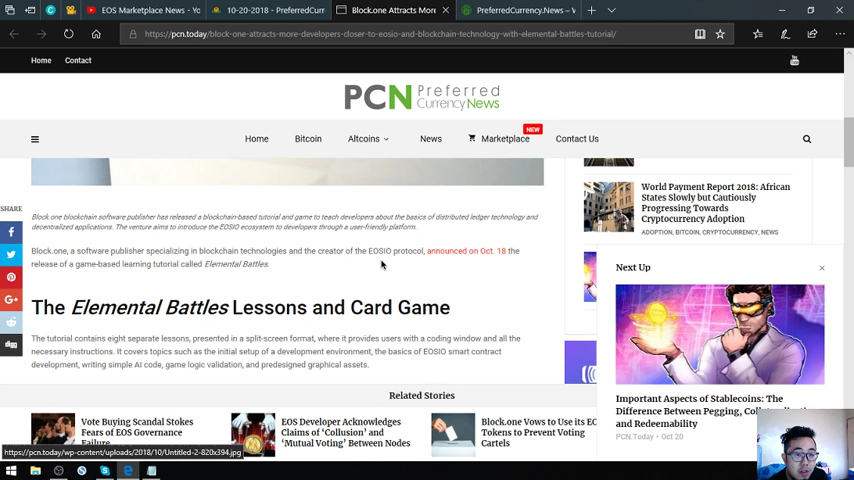 EOS Marketplace News - Yo
10-20-2018 - PreferredCurr
Block.one Attracts More
PreferredCurrency.News – V
https://pcn.today/block-one-attracts-more-developers-closer-to-eosio-and-blockchain-technology-with-elemental-battles-tutorial/
Home Contact
PCN Preferred
CurrencyNews
Home Bitcoin Altcoins News Marketplace NEW Contact Us
SHARE
Block.one blockchain software publisher has released a blockchain-based tutorial and game to teach developers about the basics of distributed ledger technology and
decentralized applications. The venture aims to introduce the EOSIO ecosystem to developers through a user-friendly platform.
Block.one, a software publisher specializing in blockchain technologies and the creator of the EOSIO protocol, announced on Oct. 18 the
release of a game-based learning tutorial called Elemental Battles.
The Elemental Battles Lessons and Card Game
The tutorial contains eight separate lessons, presented in a split-screen format, where it provides users with a coding window and all the
necessary instructions. It covers topics such as the initial setup of a development environment, the basics of EOSIO smart contract
development, writing simple AI code, game logic validation, and predesigned graphical assets.
World Payment Report 2018: African
States Slowly but Cautiously
Progressing Towards
Cryptocurrency Adoption
ADOPTION, BITCOIN, CRYPTOCURRENCY, NEWS
Next Up
Important Aspects of Stablecoins: The
Difference Between Pegging,
and Redeemability
PCN.Today - Oct 20
Related Stories
Vote Buying Scandal Stokes
Fears of EOS Governance
Failure
EOS Developer Acknowledges
Claims of 'Collusion' and
'Mutual Voting' Between Nodes
Block.one Vows to Use its EO
Tokens to Prevent Voting
Cartels
https://pcn.today/wp-content/uploads/2018/10/Untitled-2-820x394.jpg